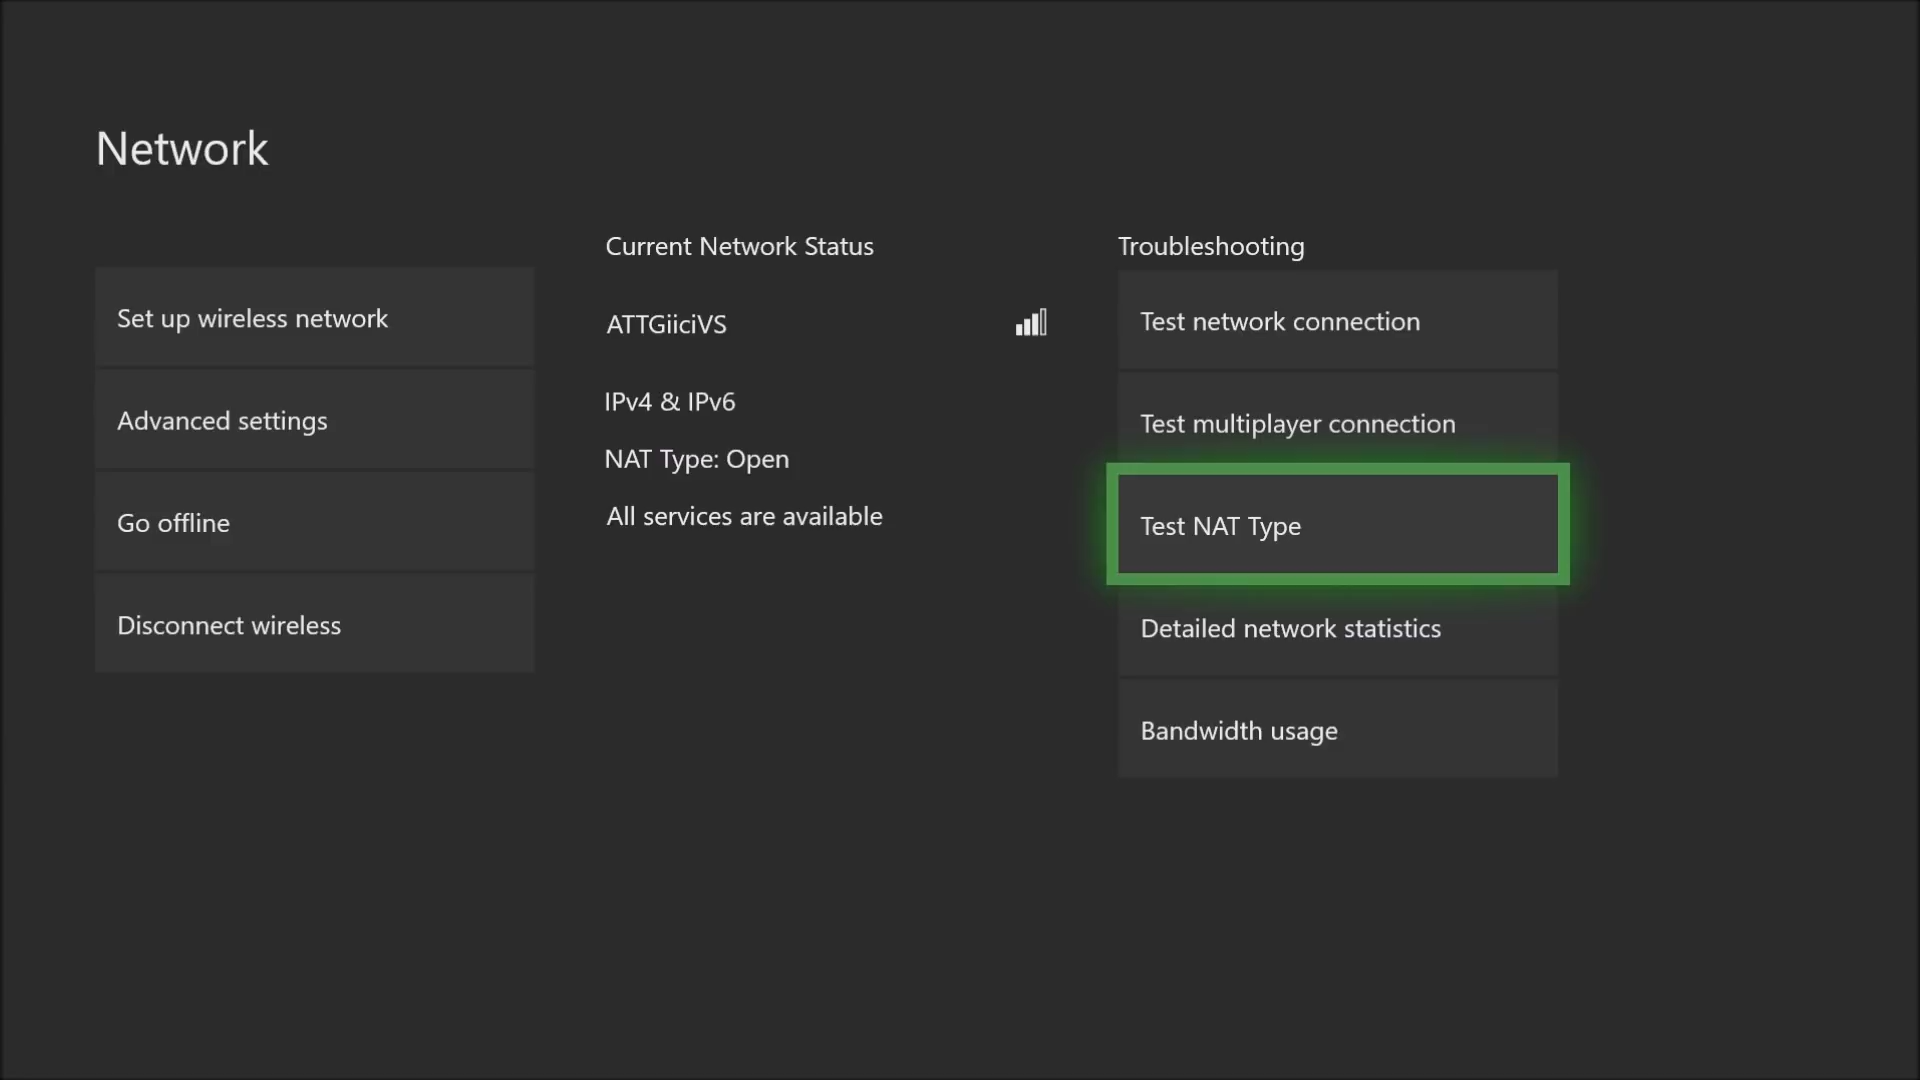 Network
Set up wireless network
Advanced settings
Go offline
Disconnect wireless
Current Network Status
ATTGiiciVS
IPv4 & IPv6
NAT Type: Open
All services are available
Troubleshooting
Test network connection
Test multiplayer connection
Test NAT Type
Detailed network statistics
Bandwidth usage